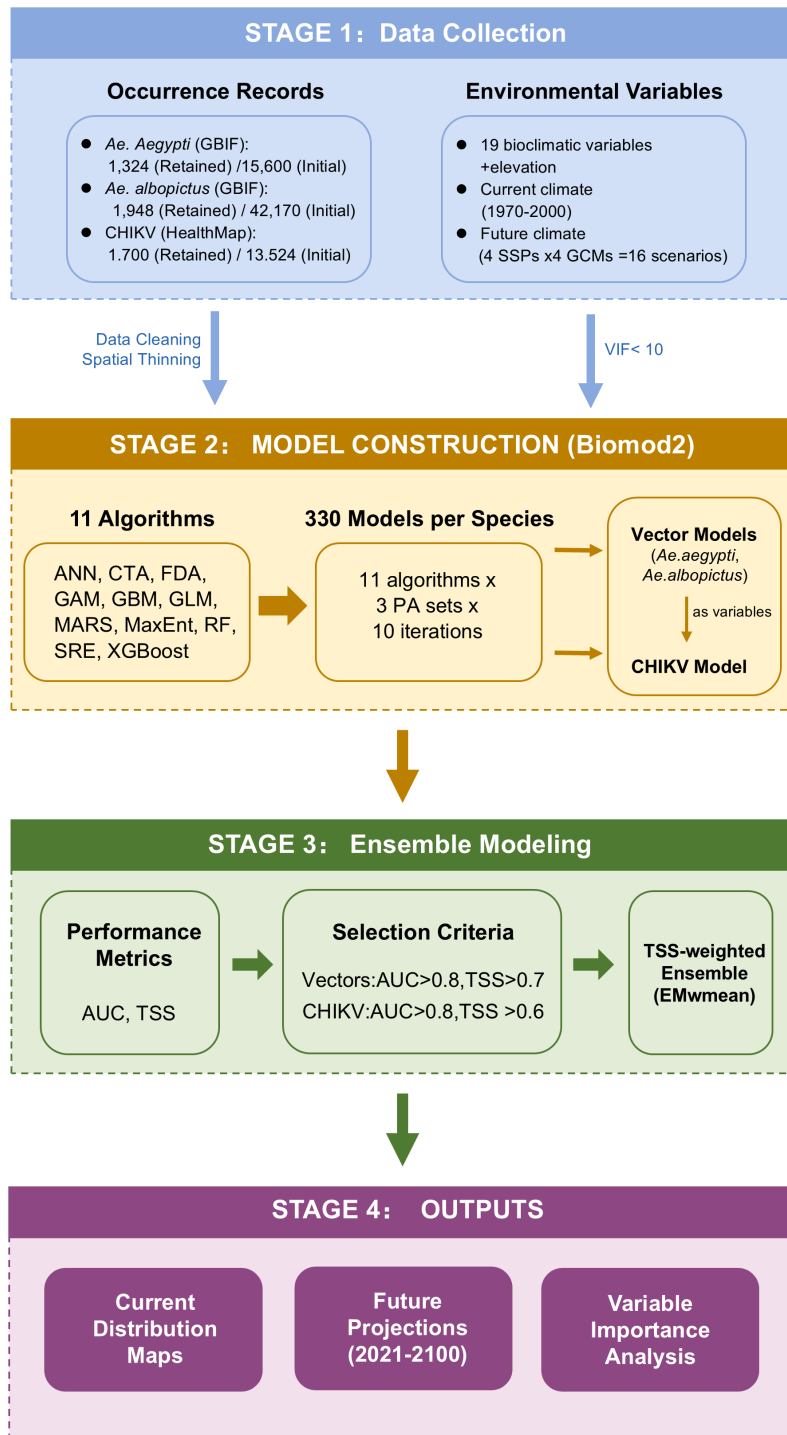 STAGE 1： Data Collection
Occurrence Records
● Ae. Aegypti (GBIF):
1,324 (Retained) /15,600 (Initial)
● Ae. albopictus (GBIF):
1,948 (Retained) / 42,170 (Initial)
● CHIKV (HealthMap):
1.700 (Retained) / 13.524 (Initial)
Environmental Variables
● 19 bioclimatic variables
+elevation
● Current climate
(1970-2000)
● Future climate
(4 SSPs x4 GCMs =16 scenarios)
Data Cleaning
Spatial Thinning
VIF< 10
STAGE 2： MODEL CONSTRUCTION (Biomod2)
11 Algorithms
ANN, CTA, FDA,
GAM, GBM, GLM,
MARS, MaxEnt, RF,
SRE, XGBoost
330 Models per Species
11 algorithms x
3 PA sets x
10 iterations
Vector Models
(Ae.aegypti,
Ae.albopictus)
as variables
CHIKV Model
STAGE 3： Ensemble Modeling
Performance
Metrics
AUC, TSS
Selection Criteria
Vectors:AUC>0.8,TSS>0.7
CHIKV:AUC>0.8,TSS >0.6
TSS-weighted
Ensemble
(EMwmean)
STAGE 4： OUTPUTS
Current
Distribution
Maps
Future
Projections
(2021-2100)
Variable
Importance
Analysis